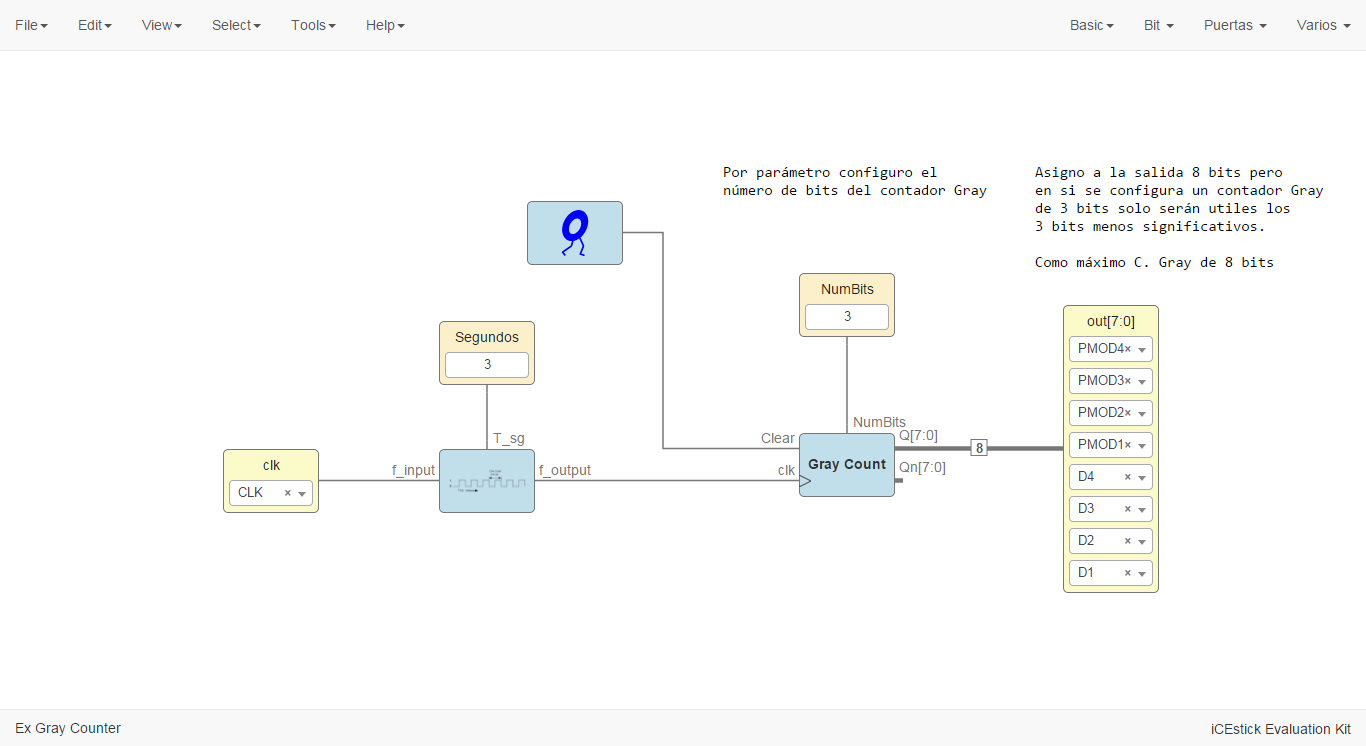 File Edit View Select Tools Help Basic Bit Puertas Varios
Por parámetro configuro el
número de bits del contador Gray
Asigno a la salida 8 bits pero
en si se configura un contador Gray
de 3 bits solo serán utiles los
3 bits menos significativos.
Como máximo C. Gray de 8 bits
NumBits
3
Segundos
3
T_sg
clk
CLK ×
f_input
f_output
Clear
clk
NumBits
Gray Count
Q[7:0]
Qn[7:0]
8
out[7:0]
PMOD4×
PMOD3×
PMOD2×
PMOD1×
D4 ×
D3 ×
D2 ×
D1 ×
Ex Gray Counter
iCEstick Evaluation Kit